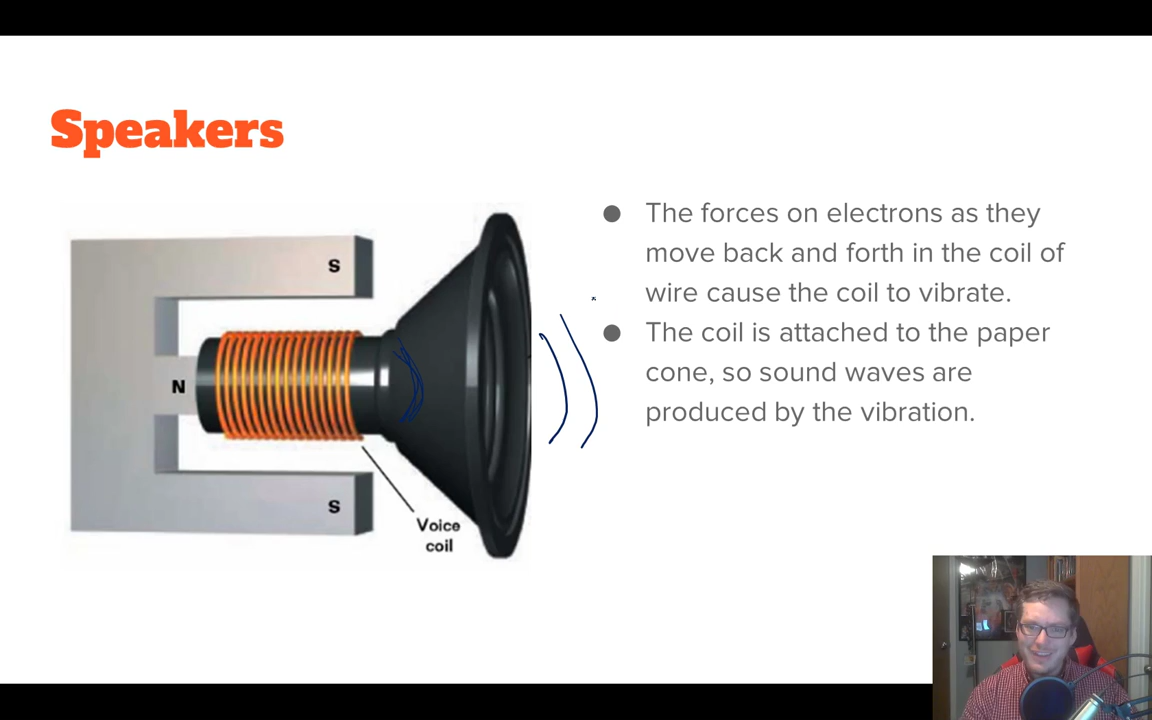 Speakers
S
N
S
Voice
coil
● The forces on electrons as they
move back and forth in the coil of
wire cause the coil to vibrate.
● The coil is attached to the paper
cone, so sound waves are
produced by the vibration.